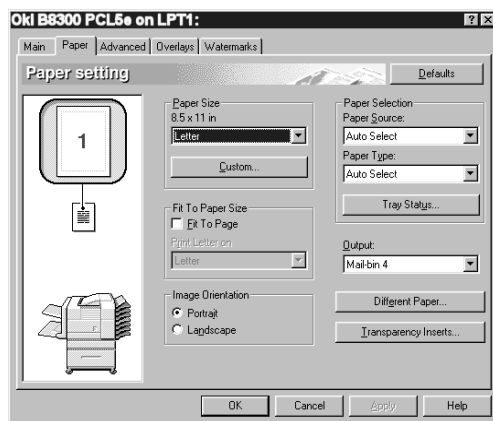 Oki B8300 PCL5e on LPT1:
Main Paper Advanced Overlays Watermarks
Paper setting
Defaults
1
Paper Size
8.5 x 11 in
Letter
Custom...
Fit To Paper Size
Fit To Page
Print Letter on
Letter
Image Orientation
Portrait
Landscape
Paper Selection
Paper Source:
Auto Select
Paper Type:
Auto Select
Tray Status...
Output:
Mail-bin 4
Different Paper...
Transparency Inserts...
OK Cancel Apply Help